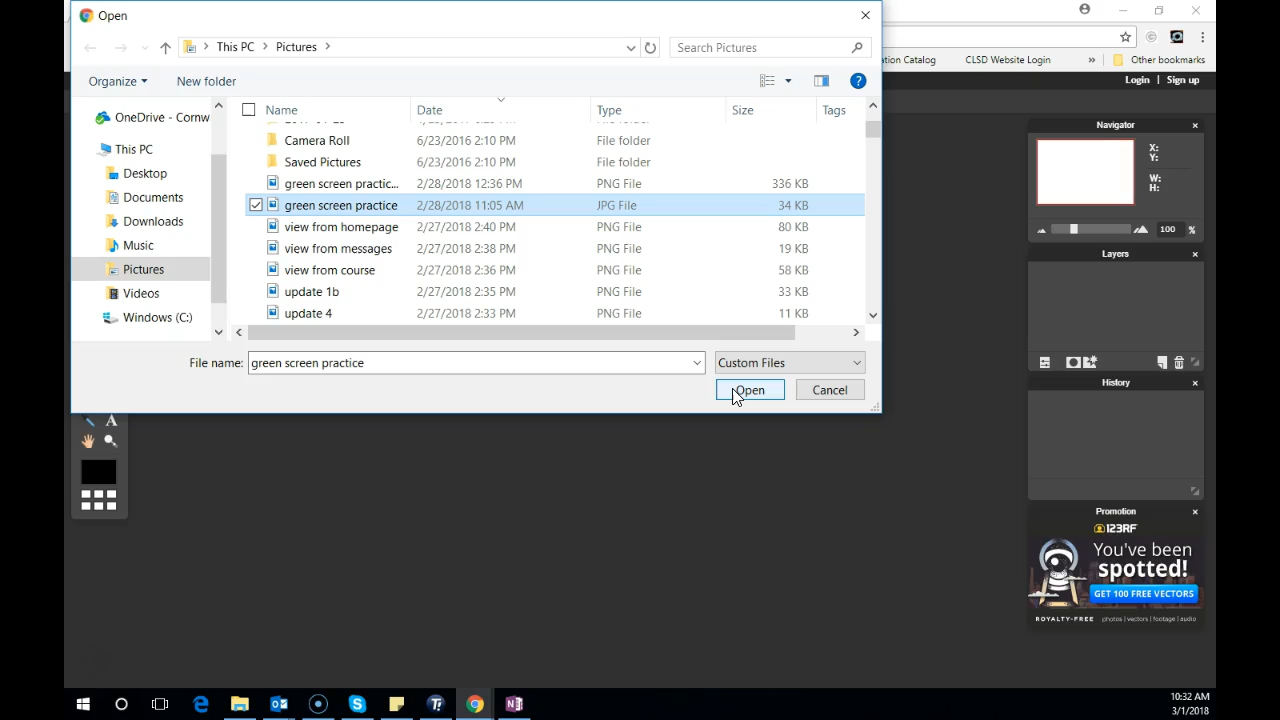 Open
This PC > Pictures >
Search Pictures
ation Catalog
CLSD Website Login
»
Other bookmarks
Organize
New folder
?
Login | Sign up
Name
Date
Type
Size
Tags
OneDrive - Cornw
This PC
Desktop
Documents
Downloads
Music
Pictures
Videos
Windows (C:)
Camera Roll 6/23/2016 2:10 PM File folder
Saved Pictures 6/23/2016 2:10 PM File folder
green screen practic... 2/28/2018 12:36 PM PNG File 336 KB
green screen practice 2/28/2018 11:05 AM JPG File 34 KB
view from homepage 2/27/2018 2:40 PM PNG File 80 KB
view from messages 2/27/2018 2:38 PM PNG File 19 KB
view from course 2/27/2018 2:36 PM PNG File 58 KB
update 1b 2/27/2018 2:35 PM PNG File 33 KB
update 4 2/27/2018 2:33 PM PNG File 11 KB
File name: green screen practice
Custom Files
Open
Cancel
A
Navigator
X:
Y:
W:
H:
100 %
Layers
History
Promotion
123RF
You've been
spotted!
GET 100 FREE VECTORS
ROYALTY-FREE photos | vectors | footage | audio
10:32 AM
3/1/2018